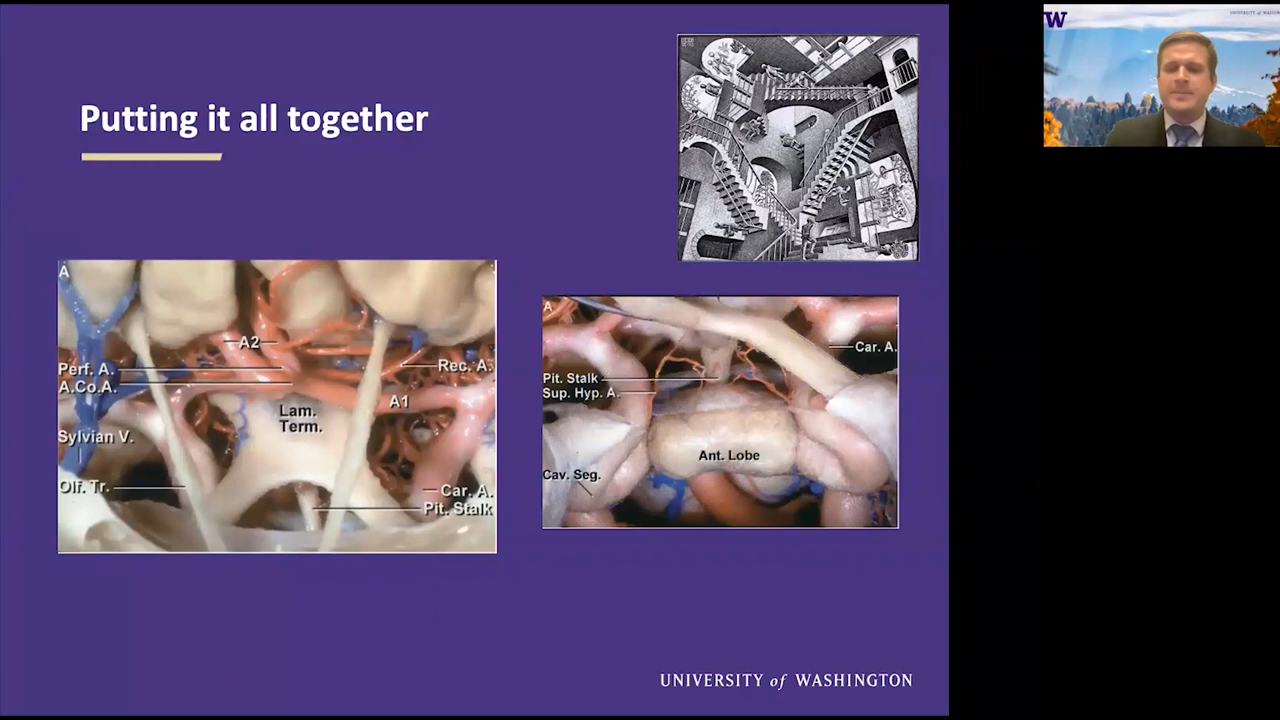 Putting it all together
A
A2
Perf. A.
A.Co.A.
Rec. A.
A1
Lam.
Term.
Sylvian V.
Olf. Tr.
Car. A.
Pit. Stalk
A
Car. A.
Pit. Stalk
Sup. Hyp. A.
Ant. Lobe
Cav. Seg.
UNIVERSITY of WASHINGTON
W